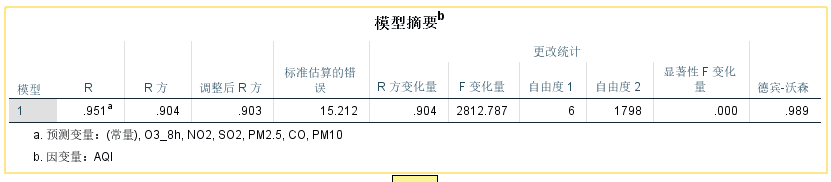 模型摘要b
更改统计
模型 R R 方 调整后 R 方 标准估算的错误 R 方变化量 F 变化量 自由度 1 自由度 2 显著性 F 变化量 德宾-沃森
1 .951a .904 .903 15.212 .904 2812.787 6 1798 .000 .989
a. 预测变量：(常量), O3_8h, NO2, SO2, PM2.5, CO, PM10
b. 因变量：AQI